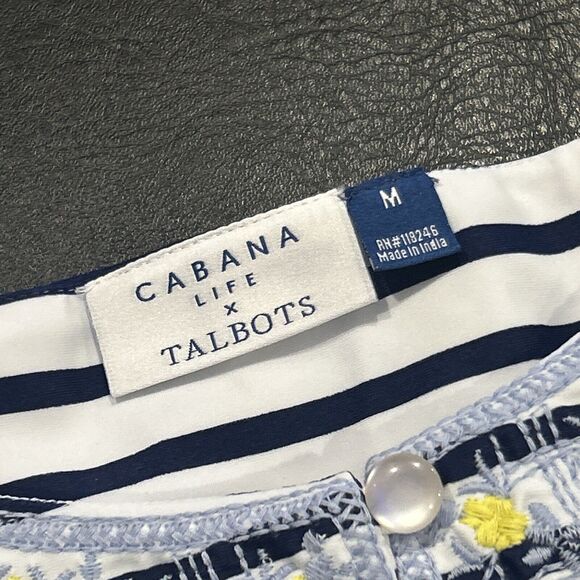 CABANA
LIFE
x
TALBOTS
M
RN#118246
Made in India